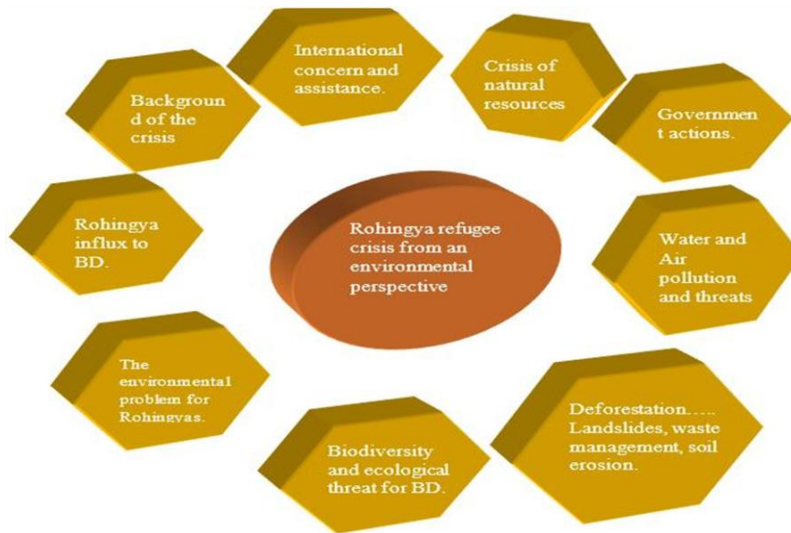 International
concern and
assistance.
Crisis of
natural
resources
Backgroun
d of the
crisis
Governmen
t actions.
Rohingya
influx to
BD.
Rohingya refugee
crisis from an
environmental
perspective
Water and
Air
pollution
and threats
The
environmental
problem for
Rohingyas.
Biodiversity
and ecological
threat for BD.
Deforestation…..
Landslides, waste
management, soil
erosion.